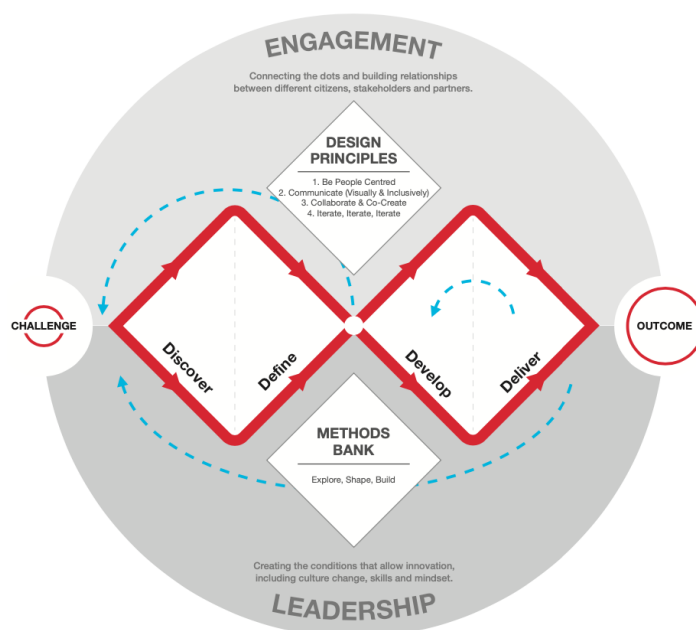 ENGAGEMENT
Connecting the dots and building relationships
between different citizens, stakeholders and partners.
DESIGN
PRINCIPLES
1. Be People Centred
2. Communicate (Visually & Inclusively)
3. Collaborate & Co-Create
4. Iterate, Iterate, Iterate
CHALLENGE
OUTCOME
Discover
Define
Develop
Deliver
METHODS
BANK
Explore, Shape, Build
Creating the conditions that allow innovation,
including culture change, skills and mindset.
LEADERSHIP